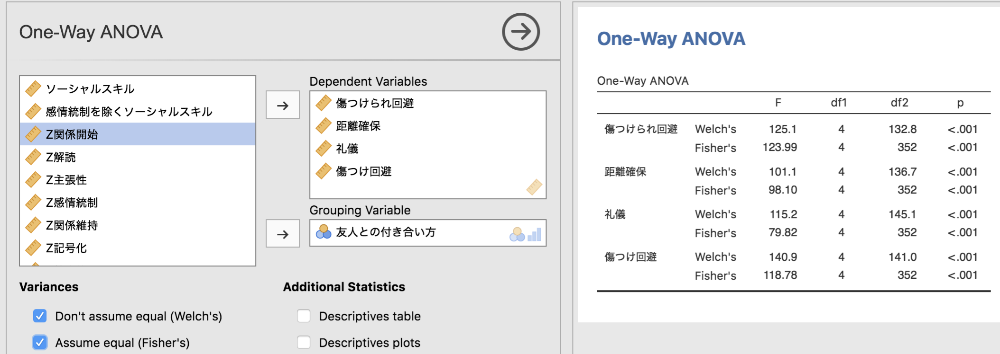 One-Way ANOVA
ソーシャルスキル
感情統制を除くソーシャルスキル
Z関係開始
Z解読
Z主張性
Z感情統制
Z関係維持
Z記号化
Dependent Variables
傷つけられ回避
距離確保
礼儀
傷つけ回避
Grouping Variable
友人との付き合い方
Variances
Don't assume equal (Welch's)
Assume equal (Fisher's)
Additional Statistics
Descriptives table
Descriptives plots
One-Way ANOVA
One-Way ANOVA
F df1 df2 p
傷つけられ回避 Welch's 125.1 4 132.8 <.001
Fisher's 123.99 4 352 <.001
距離確保 Welch's 101.1 4 136.7 <.001
Fisher's 98.10 4 352 <.001
礼儀 Welch's 115.2 4 145.1 <.001
Fisher's 79.82 4 352 <.001
傷つけ回避 Welch's 140.9 4 141.0 <.001
Fisher's 118.78 4 352 <.001